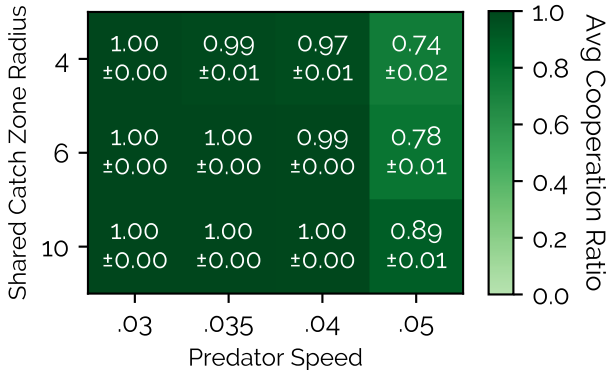 Shared Catch Zone Radius
4
6
10
1.00 0.99 0.97 0.74
±0.00 ±0.01 ±0.01 ±0.02
1.00 1.00 0.99 0.78
±0.00 ±0.00 ±0.00 ±0.01
1.00 1.00 1.00 0.89
±0.00 ±0.00 ±0.00 ±0.01
.03 .035 .04 .05
Predator Speed
1.0
0.8
0.6
0.4
0.2
0.0
Avg Cooperation Ratio